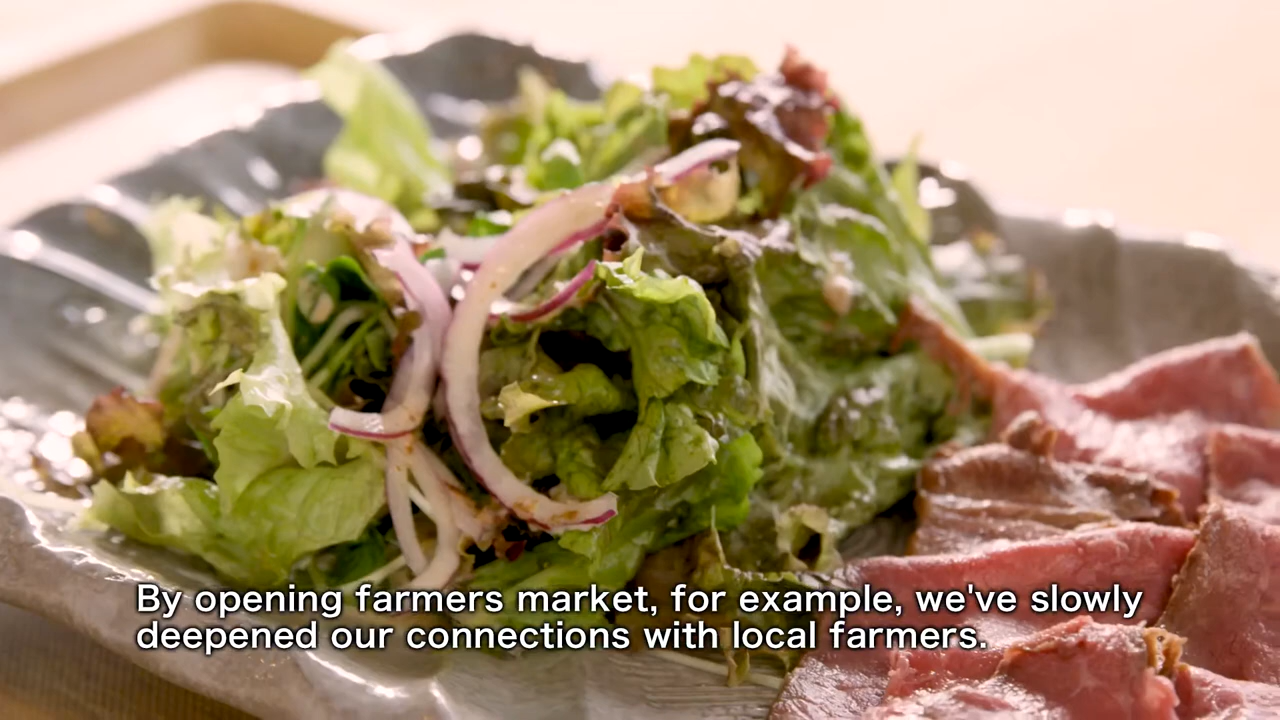 By opening farmers market, for example, we've slowly
deepened our connections with local farmers.